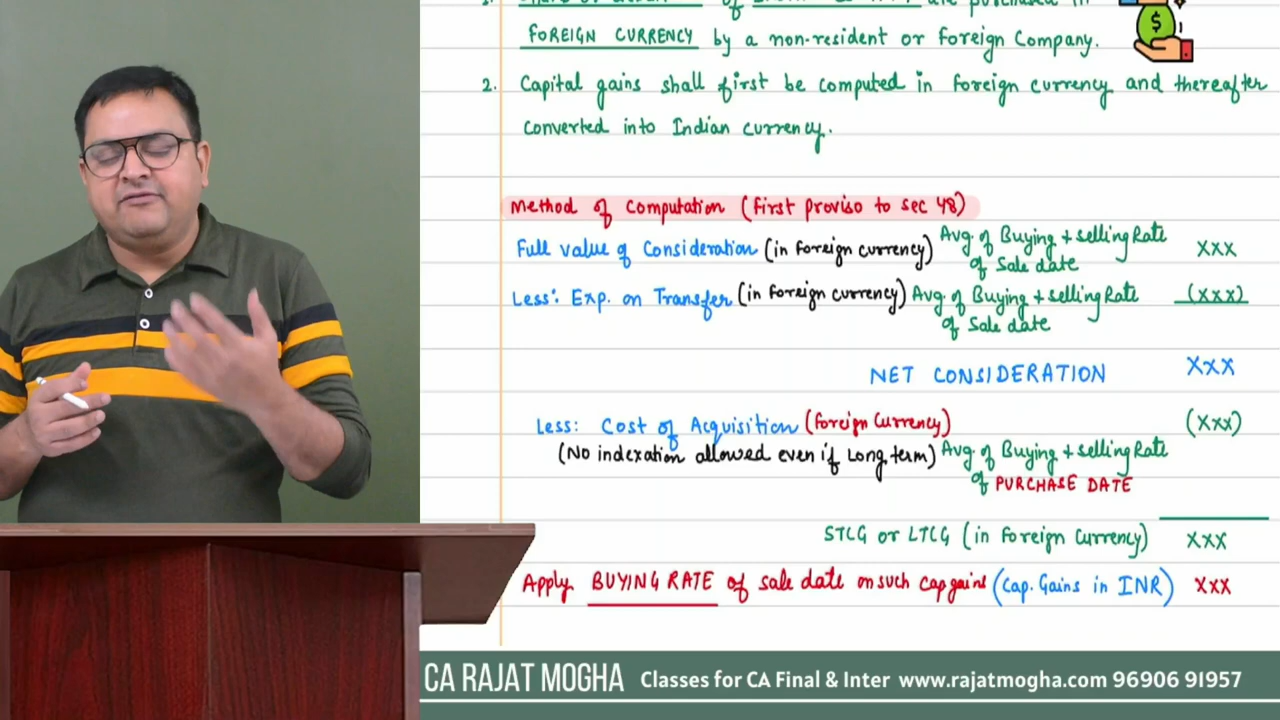 FOREIGN CURRENCY by a non-resident or Foreign Company.
2. Capital gains shall first be computed in foreign currency and thereafter
converted into Indian currency.
Method of Computation (first proviso to sec 48)
Full value of Consideration (in foreign currency) Avg. of Buying + selling Rate of Sale date XXX
Less: Exp. on Transfer (in foreign currency) Avg. of Buying + selling Rate of Sale date (XXX)
NET CONSIDERATION XXX
Less: Cost of Acquisition (foreign currency) (XXX)
(No indexation allowed even if Long term) Avg. of Buying + selling Rate
of PURCHASE DATE
STCG or LTCG (in foreign currency) XXX
Apply BUYING RATE of sale date on such cap gains (Cap. Gains in INR) XXX
CA RAJAT MOGHA Classes for CA Final & Inter www.rajatmogha.com 96906 91957